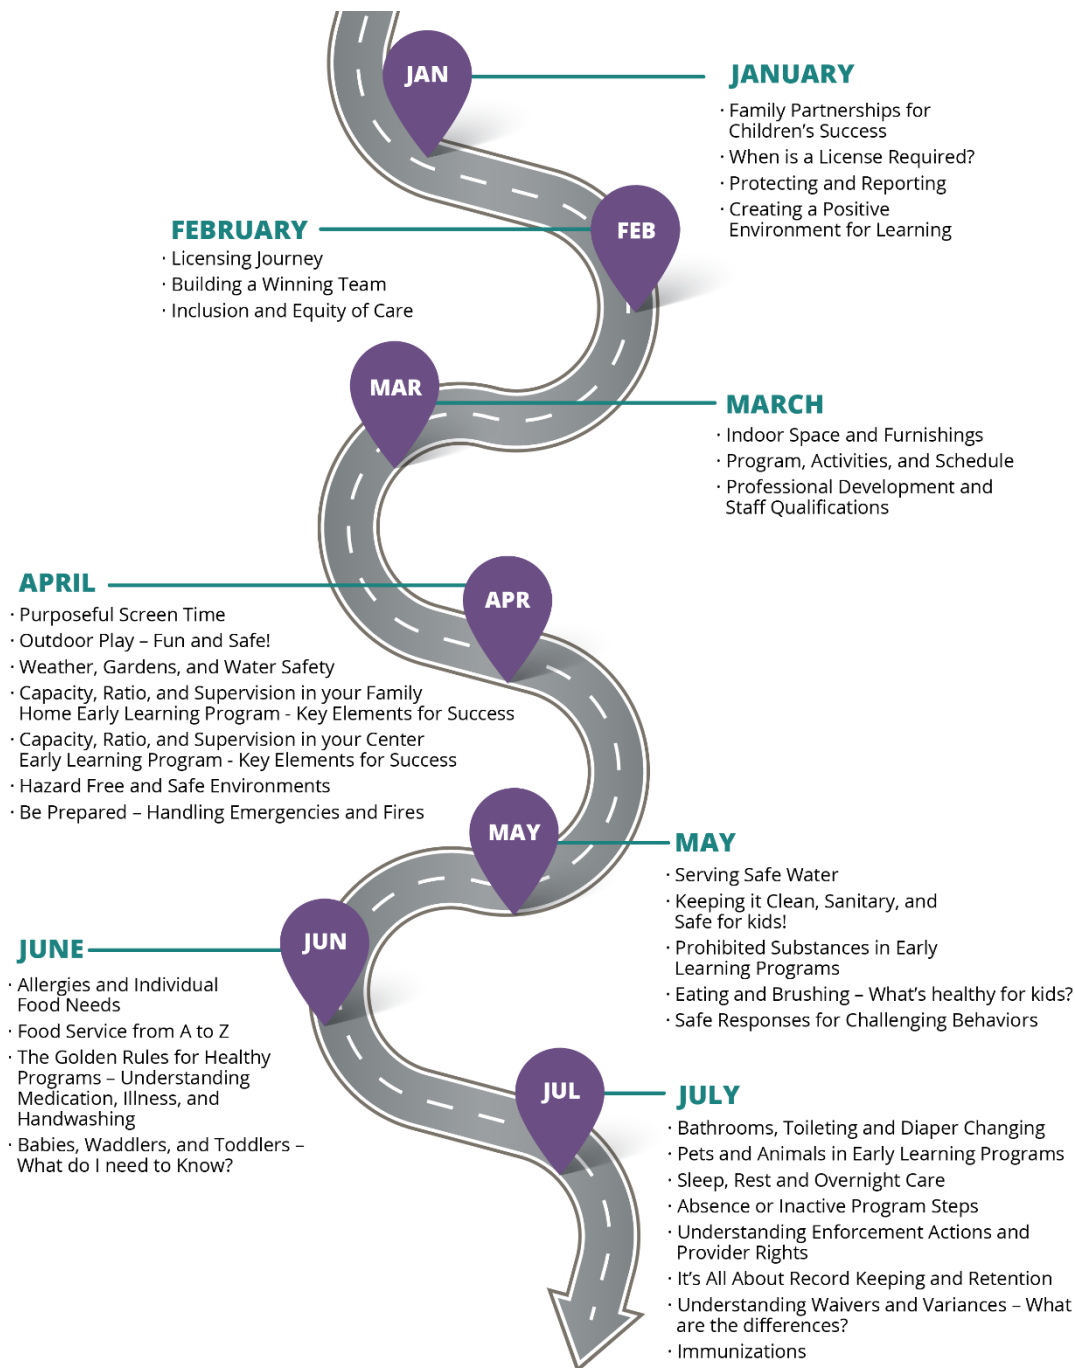 JAN
JANUARY
· Family Partnerships for
Children’s Success
· When is a License Required?
· Protecting and Reporting
· Creating a Positive
Environment for Learning
FEB
FEBRUARY
· Licensing Journey
· Building a Winning Team
· Inclusion and Equity of Care
MAR
MARCH
· Indoor Space and Furnishings
· Program, Activities, and Schedule
· Professional Development and
Staff Qualifications
APR
APRIL
· Purposeful Screen Time
· Outdoor Play – Fun and Safe!
· Weather, Gardens, and Water Safety
· Capacity, Ratio, and Supervision in your Family
Home Early Learning Program - Key Elements for Success
· Capacity, Ratio, and Supervision in your Center
Early Learning Program - Key Elements for Success
· Hazard Free and Safe Environments
· Be Prepared – Handling Emergencies and Fires
MAY
MAY
· Serving Safe Water
· Keeping it Clean, Sanitary, and
Safe for kids!
· Prohibited Substances in Early
Learning Programs
· Eating and Brushing – What’s healthy for kids?
· Safe Responses for Challenging Behaviors
JUN
JUNE
· Allergies and Individual
Food Needs
· Food Service from A to Z
· The Golden Rules for Healthy
Programs – Understanding
Medication, Illness, and
Handwashing
· Babies, Waddlers, and Toddlers –
What do I need to Know?
JUL
JULY
· Bathrooms, Toileting and Diaper Changing
· Pets and Animals in Early Learning Programs
· Sleep, Rest and Overnight Care
· Absence or Inactive Program Steps
· Understanding Enforcement Actions and
Provider Rights
· It’s All About Record Keeping and Retention
· Understanding Waivers and Variances – What
are the differences?
· Immunizations